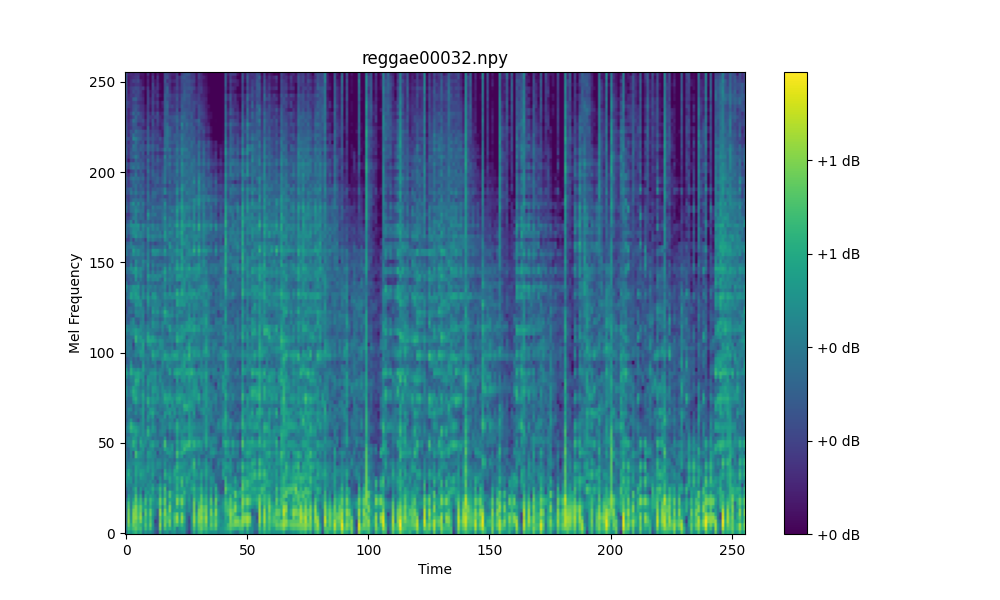 reggae00032.npy
250
200
150
100
50
0
Mel Frequency
0 50 100 150 200 250
Time
+1 dB
+1 dB
+0 dB
+0 dB
+0 dB